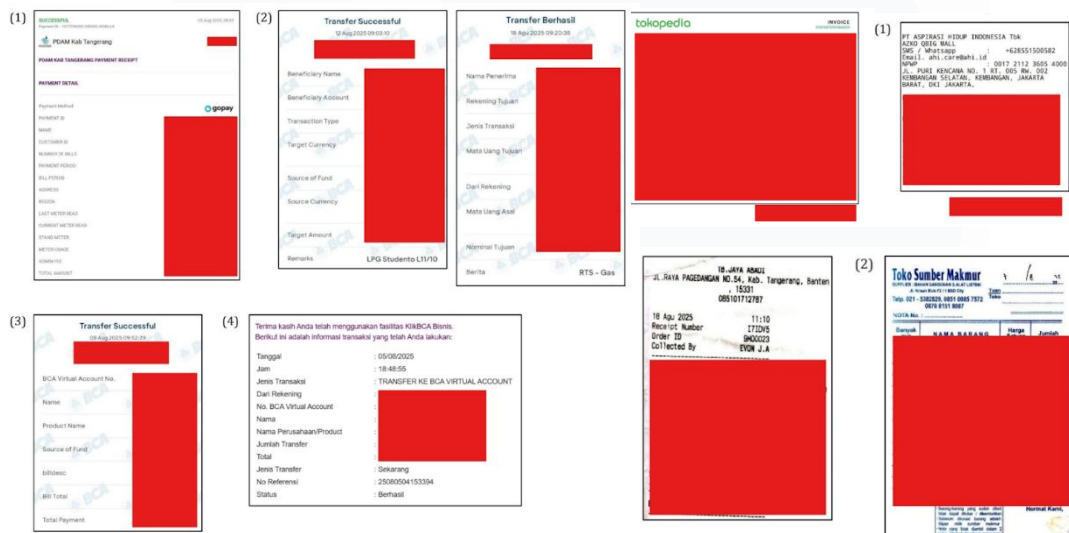 (1)
SUCCESSFUL
PDAM Kab Tangerang
PDAM KAB TANGERANG PAYMENT RECEIPT
PAYMENT DETAIL
Payment Method
gopay
PAYMENT ID
NAME
CUSTOMER ID
NUMBER OF BILLS
PAYMENT PERIOD
BILL PERIOD
ADDRESS
REGION
LAST METER READ
CURRENT METER READ
STAND METER
METER USAGE
ADMIN FEE
TOTAL AMOUNT
(2)
Transfer Successful
12 Aug 2025 09:03:10
Beneficiary Name
Beneficiary Account
Transaction Type
Target Currency
Source of Fund
Source Currency
Target Amount
Remarks
LPG Studento L11/10
BCA
Transfer Berhasil
Nama Penerima
Rekening Tujuan
Jenis Transaksi
Mata Uang Tujuan
Dari Rekening
Mata Uang Asal
Nominal Tujuan
Berita
RTS - Gas
tokopedia
INVOICE
(1)
PT ASPIRASI HIDUP INDONESIA Tbk
AZKO QBIG MALL
SMS / Whatsapp : +628551500582
Email. ahi.care@ahi.id
NPWP : 0017 2112 3605 4000
JL. PURI KENCANA NO. 1 RT. 005 RW. 002
KEMBANGAN SELATAN, KEMBANGAN, JAKARTA
BARAT, DKI JAKARTA.
(3)
Transfer Successful
BCA Virtual Account No.
Name
Product Name
Source of Fund
billdesc
Bill Total
Total Payment
(4)
Terima kasih Anda telah menggunakan fasilitas KlikBCA Bisnis.
Berikut ini adalah informasi transaksi yang telah Anda lakukan:
Tanggal : 05/08/2025
Jam : 18:48:55
Jenis Transaksi : TRANSFER KE BCA VIRTUAL ACCOUNT
Dari Rekening :
No. BCA Virtual Account :
Nama :
Nama Perusahaan/Product :
Jumlah Transfer :
Total :
Jenis Transfer : Sekarang
No Referensi : 25080504153394
Status : Berhasil
TB.JAYA ABADI
JL.RAYA PAGEDANGAN NO.54, Kab. Tangerang, Banten
, 15331
085101712787
18 Agu 2025 11:10
Receipt Number I7IDV5
Order ID
Collected By EVON J.A
(2)
Toko Sumber Makmur
Tuan
Toko
NOTA No. :
Banyak
NAMA BARANG
Harga
Jumlah
Hormat Kami,